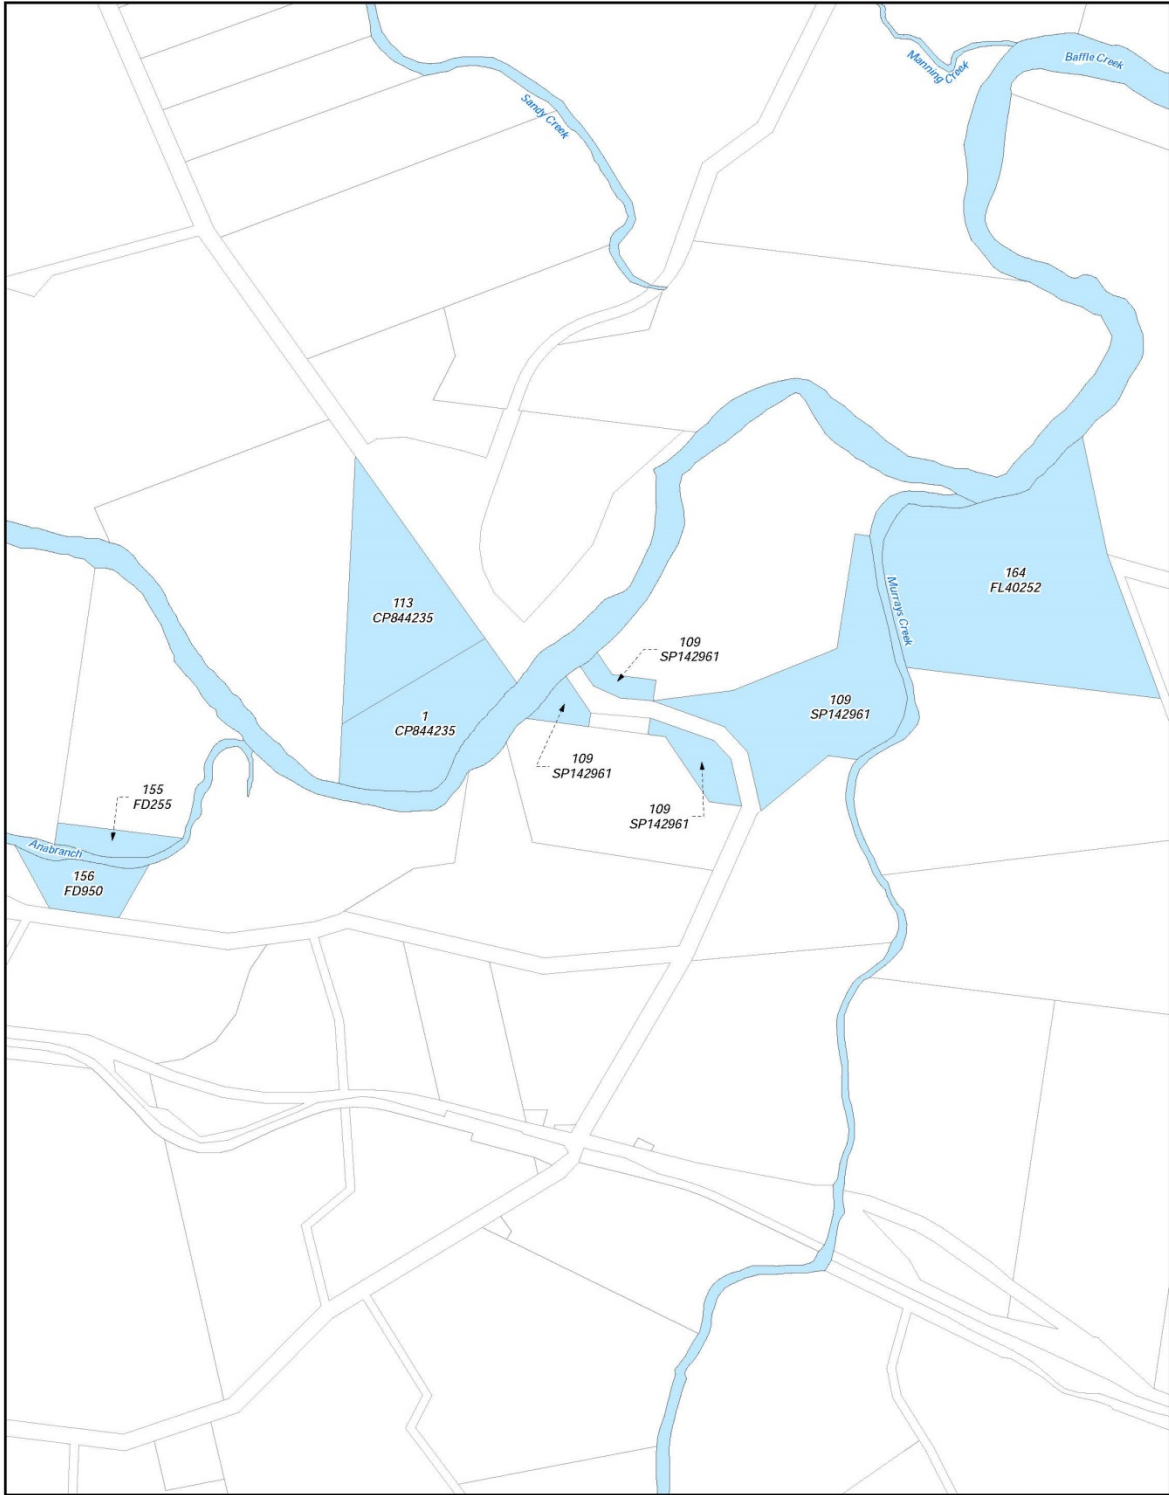 Manning Creek
Baffle Creek
Sandy Creek
113
CP844235
164
FL40252
Murrays Creek
109
SP142961
109
SP142961
1
CP844235
109
SP142961
109
SP142961
155
FD255
Anabranch
156
FD950